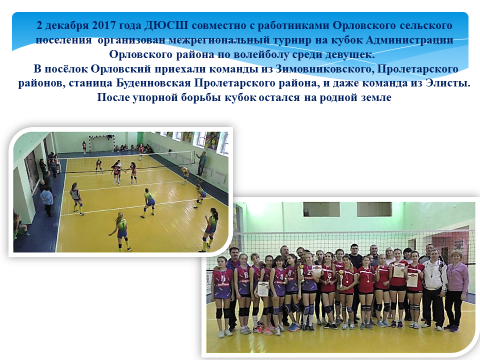 2 декабря 2017 года ДЮСШ совместно с работниками Орловского сельского
поселения организован межрегиональный турнир на кубок Администрации
Орловского района по волейболу среди девушек.
В посёлок Орловский приехали команды из Зимовниковского, Пролетарского
районов, станица Буденновская Пролетарского района, и даже команда из Элисты.
После упорной борьбы кубок остался на родной земле